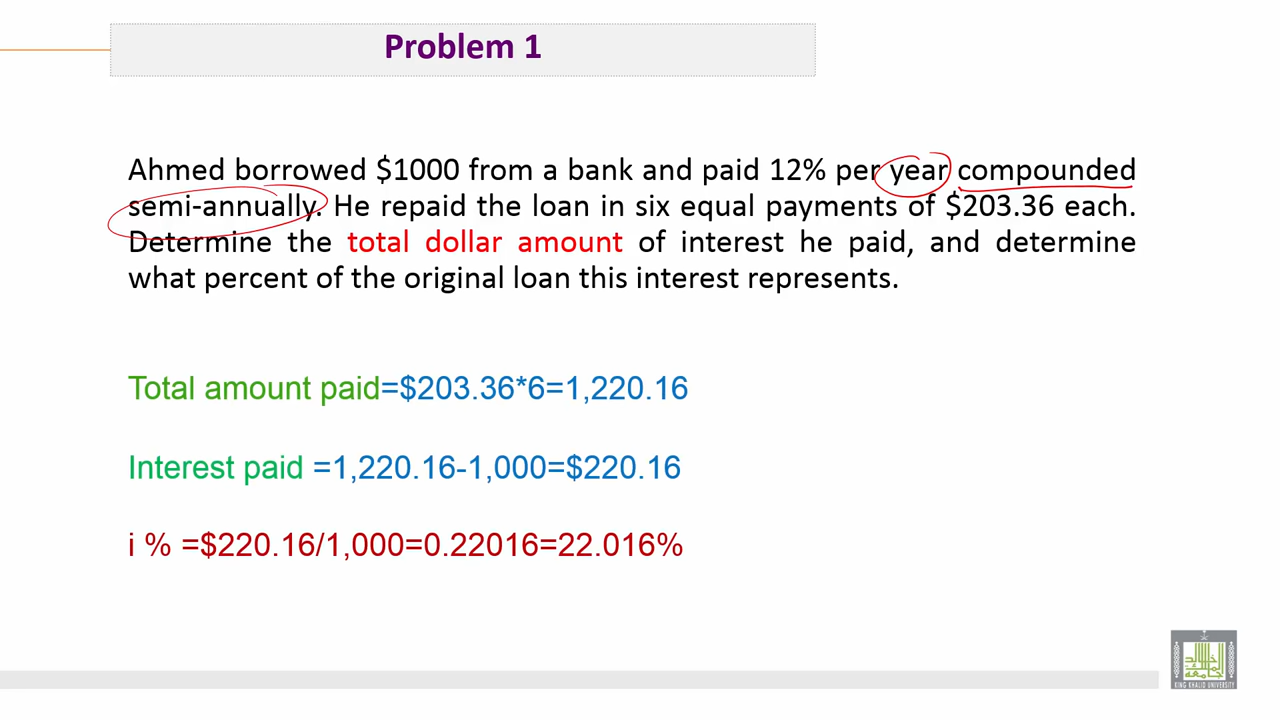 Problem 1
Ahmed borrowed $1000 from a bank and paid 12% per year compounded
semi-annually. He repaid the loan in six equal payments of $203.36 each.
Determine the total dollar amount of interest he paid, and determine
what percent of the original loan this interest represents.
Total amount paid=$203.36*6=1,220.16
Interest paid =1,220.16-1,000=$220.16
i % =$220.16/1,000=0.22016=22.016%
KING KHALID UNIVERSITY